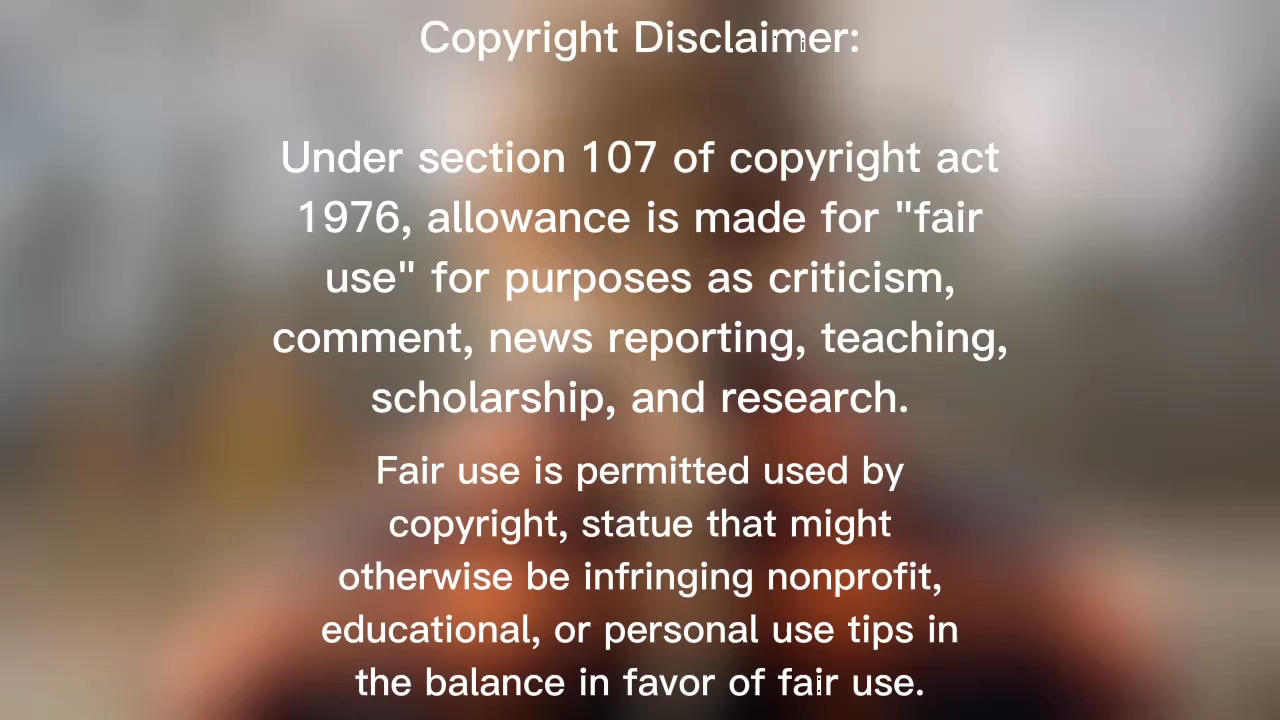 Copyright Disclaimer:
Under section 107 of copyright act
1976, allowance is made for "fair
use" for purposes as criticism,
comment, news reporting, teaching,
scholarship, and research.
Fair use is permitted used by
copyright, statue that might
otherwise be infringing nonprofit,
educational, or personal use tips in
the balance in favor of fair use.